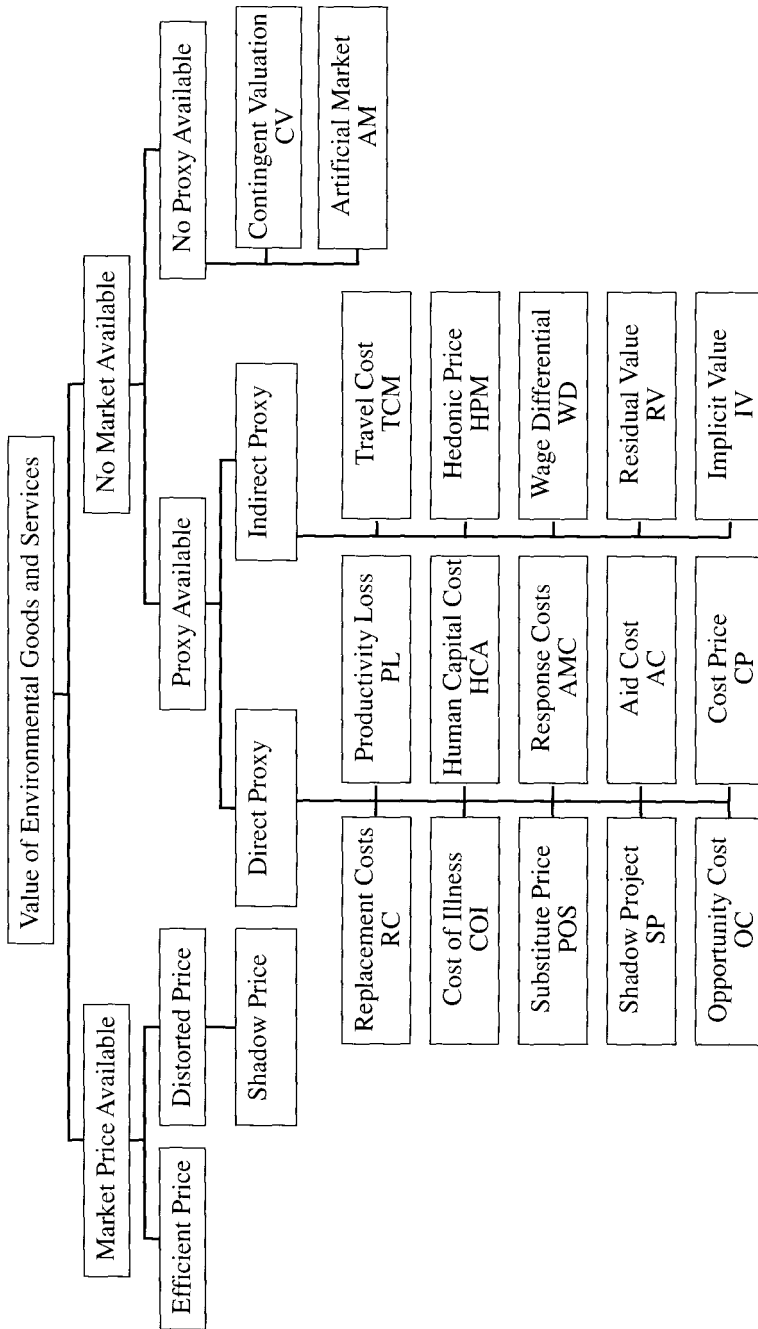 Value of Environmental Goods and Services
Market Price Available
No Market Available
Efficient Price
Distorted Price
Proxy Available
No Proxy Available
Shadow Price
Direct Proxy
Indirect Proxy
Contingent Valuation
CV
Artificial Market
AM
Replacement Costs
RC
Productivity Loss
PL
Travel Cost
TCM
Cost of Illness
COI
Human Capital Cost
HCA
Hedonic Price
HPM
Substitute Price
POS
Response Costs
AMC
Wage Differential
WD
Shadow Project
SP
Aid Cost
AC
Residual Value
RV
Opportunity Cost
OC
Cost Price
CP
Implicit Value
IV